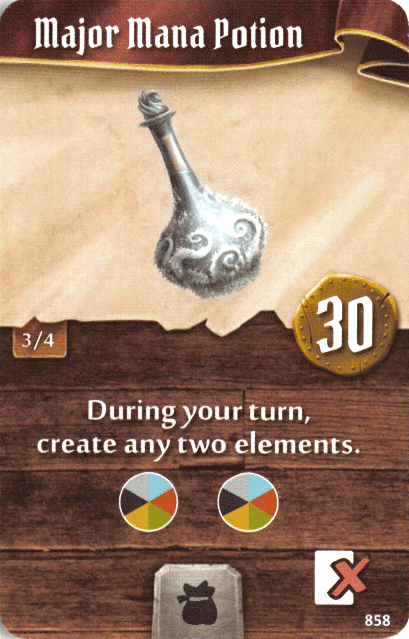 Major Mana Potion
30
3/4
During your turn,
create any two elements.
858